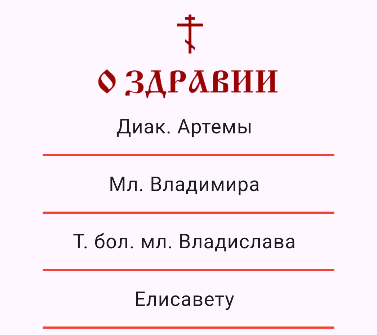 О ЗДРАВИИ
Диак. Артемы
Мл. Владимира
Т. бол. мл. Владислава
Елисавету